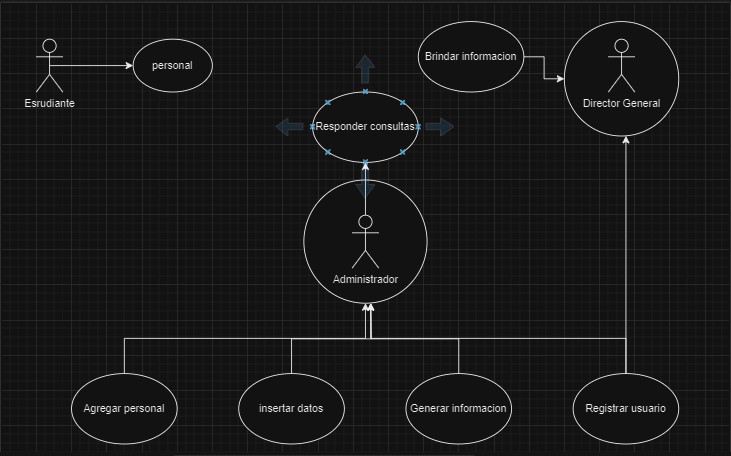 Esrudiante
personal
Brindar informacion
Director General
Responder consultas
Administrador
Agregar personal
insertar datos
Generar informacion
Registrar usuario